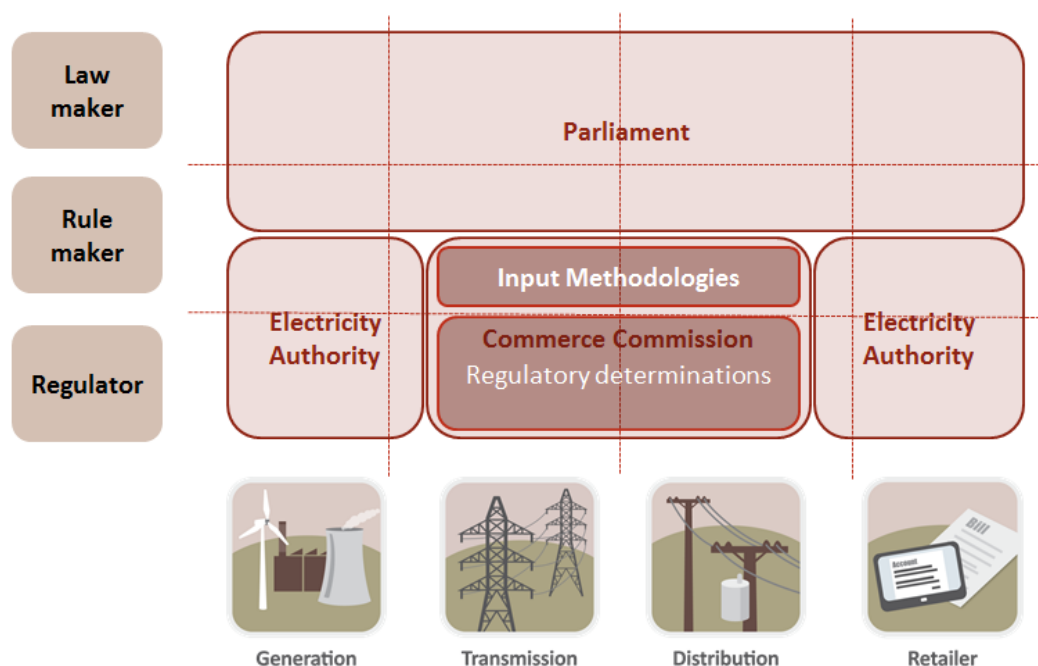 Law
maker
Parliament
Rule
maker
Input Methodologies
Electricity
Authority
Commerce Commission
Regulatory determinations
Electricity
Authority
Regulator
Bill
Account
Generation
Transmission
Distribution
Retailer